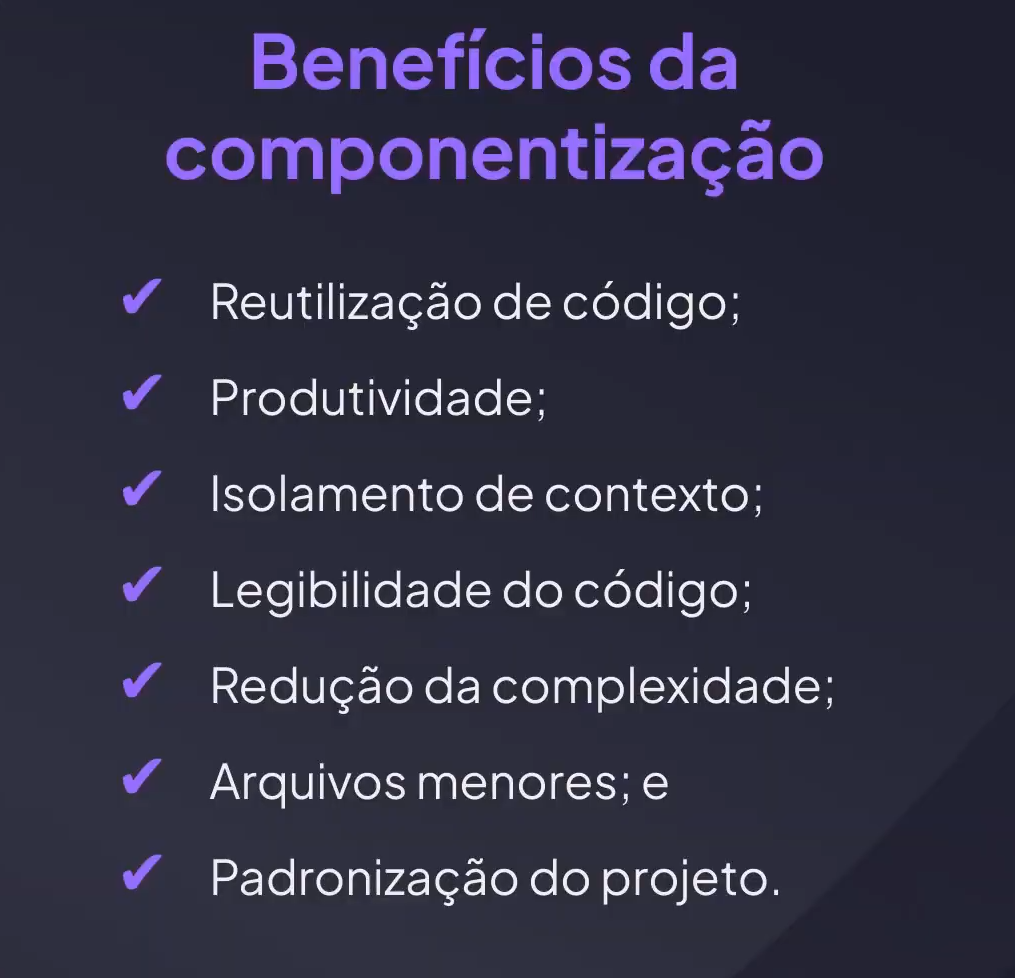 Benefícios da
componentização
✔ Reutilização de código;
✔ Produtividade;
✔ Isolamento de contexto;
✔ Legibilidade do código;
✔ Redução da complexidade;
✔ Arquivos menores; e
✔ Padronização do projeto.